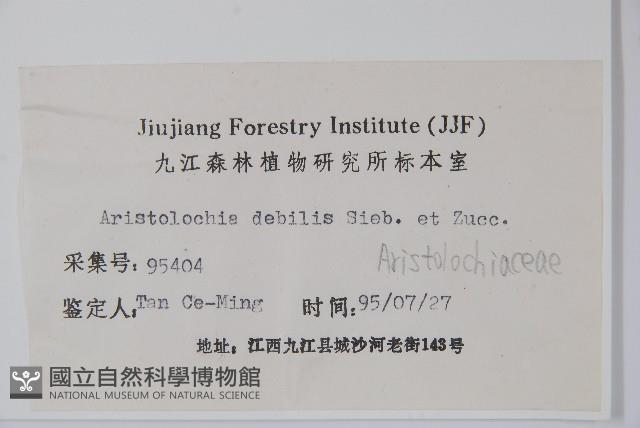 Jiujiang Forestry Institute (JJF)
九江森林植物研究所标本室
Aristolochia debilis Sieb. et Zucc.
采集号: 95404
Aristolochiaceae
鉴定人: Tan Ce-Ming 时间: 95/07/27
地址: 江西九江县城沙河老街143号
國立自然科學博物館
NATIONAL MUSEUM OF NATURAL SCIENCE